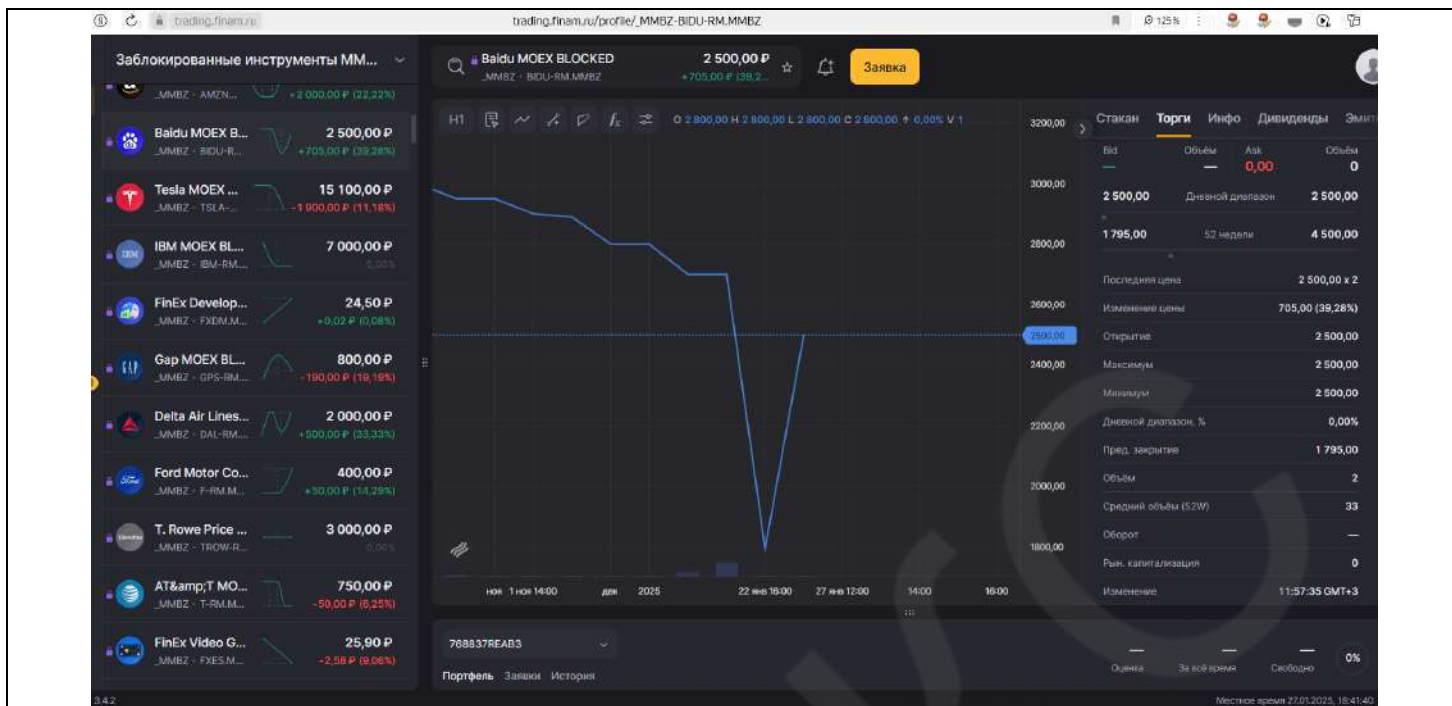 trading.finam.ru
trading.finam.ru/profile/_MMBZ-BIDU-RM.MMBZ
125 %
Заблокированные инструменты ММ...
_MMBZ · AMZN...
+2 000,00 ₽ (22,22%)
Baidu MOEX B...
2 500,00 ₽
_MMBZ · BIDU-R...
+705,00 ₽ (39,28%)
Tesla MOEX ...
15 100,00 ₽
_MMBZ · TSLA-...
-1 900,00 ₽ (11,18%)
IBM
IBM MOEX BL...
7 000,00 ₽
_MMBZ · IBM-RM...
0,00%
FinEx Develop...
24,50 ₽
_MMBZ · FXDM.M...
+0,02 ₽ (0,08%)
GAP
Gap MOEX BL...
800,00 ₽
_MMBZ · GPS-RM...
-190,00 ₽ (19,19%)
Delta Air Lines...
2 000,00 ₽
_MMBZ · DAL-RM...
+500,00 ₽ (33,33%)
Ford
Ford Motor Co...
400,00 ₽
_MMBZ · F-RM.M...
+50,00 ₽ (14,29%)
T. Rowe Price ...
3 000,00 ₽
_MMBZ · TROW-R...
0,00%
AT&amp;T MO...
750,00 ₽
_MMBZ · T-RM.M...
-50,00 ₽ (6,25%)
FinEx Video G...
25,90 ₽
_MMBZ · FXES.M...
-2,58 ₽ (9,06%)
3.4.2
Baidu MOEX BLOCKED
2 500,00 ₽
_MMBZ · BIDU-RM.MMBZ
+705,00 ₽ (39,2...
Заявка
H1
O 2 800,00 H 2 800,00 L 2 800,00 C 2 800,00 0,00% V 1
3200,00
3000,00
2800,00
2600,00
2500,00
2400,00
2200,00
2000,00
1800,00
ноя 1 ноя 14:00 дек 2025 22 янв 16:00 27 янв 12:00 14:00 16:00
Стакан Торги Инфо Дивиденды Эмит
Bid Объём Ask Объём
— — 0,00 0
2 500,00 Дневной диапазон 2 500,00
1 795,00 52 недели 4 500,00
Последняя цена 2 500,00 x 2
Изменение цены 705,00 (39,28%)
Открытие 2 500,00
Максимум 2 500,00
Минимум 2 500,00
Дневной диапазон, % 0,00%
Пред. закрытие 1 795,00
Объём 2
Средний объём (52W) 33
Оборот —
Рын. капитализация 0
Изменение 11:57:35 GMT+3
768837REAB3
Портфель Заявки История
— — —
Оценка За всё время Свободно 0%
Местное время 27.01.2025, 16:41:40